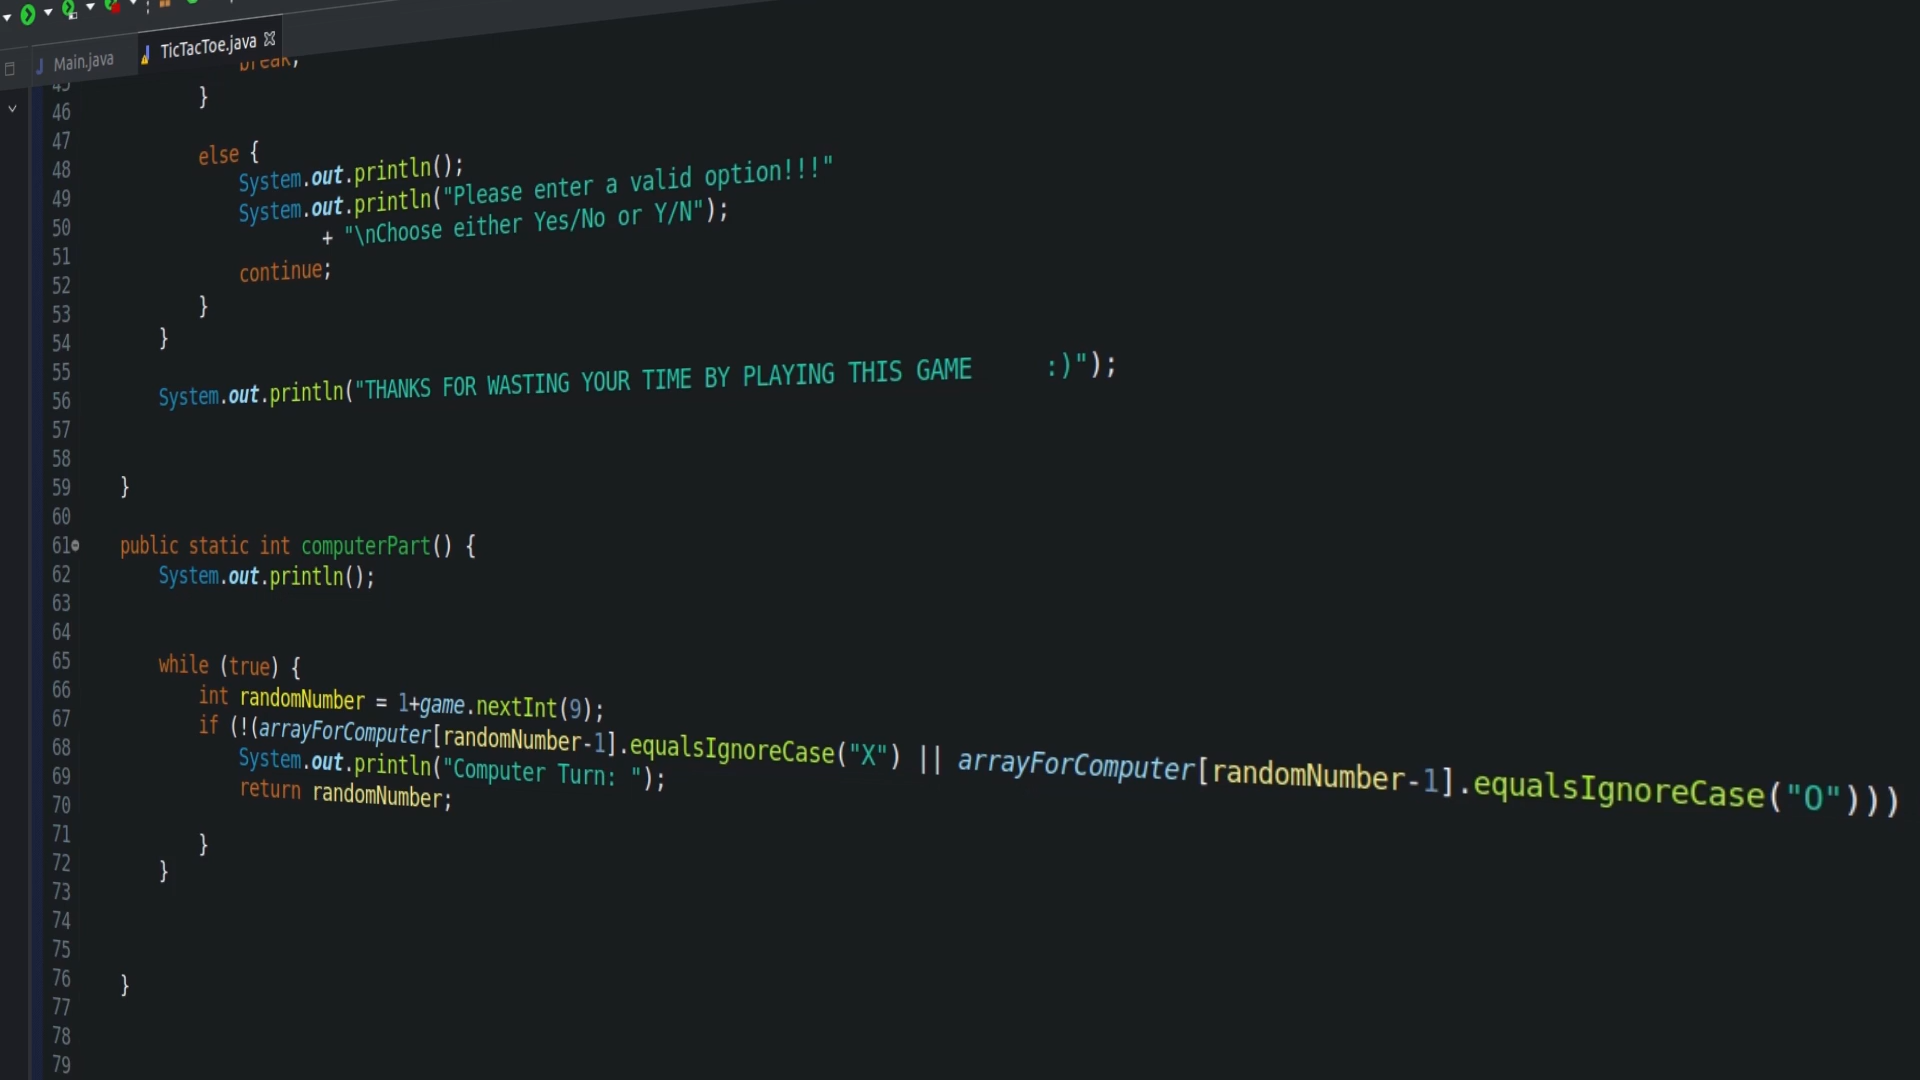 Main.java
TicTacToe.java
45 break;
46 }
47
48 else {
49 System.out.println();
50 System.out.println("Please enter a valid option!!!"
51 + "\nChoose either Yes/No or Y/N");
52 continue;
53 }
54 }
55
56 System.out.println("THANKS FOR WASTING YOUR TIME BY PLAYING THIS GAME :)");
57
58
59 }
60
61 public static int computerPart() {
62 System.out.println();
63
64
65 while (true) {
66 int randomNumber = 1+game.nextInt(9);
67 if (!(arrayForComputer[randomNumber-1].equalsIgnoreCase("X") || arrayForComputer[randomNumber-1].equalsIgnoreCase("O")))
68 System.out.println("Computer Turn: ");
69 return randomNumber;
70
71 }
72 }
73
74
75
76 }
77
78
79